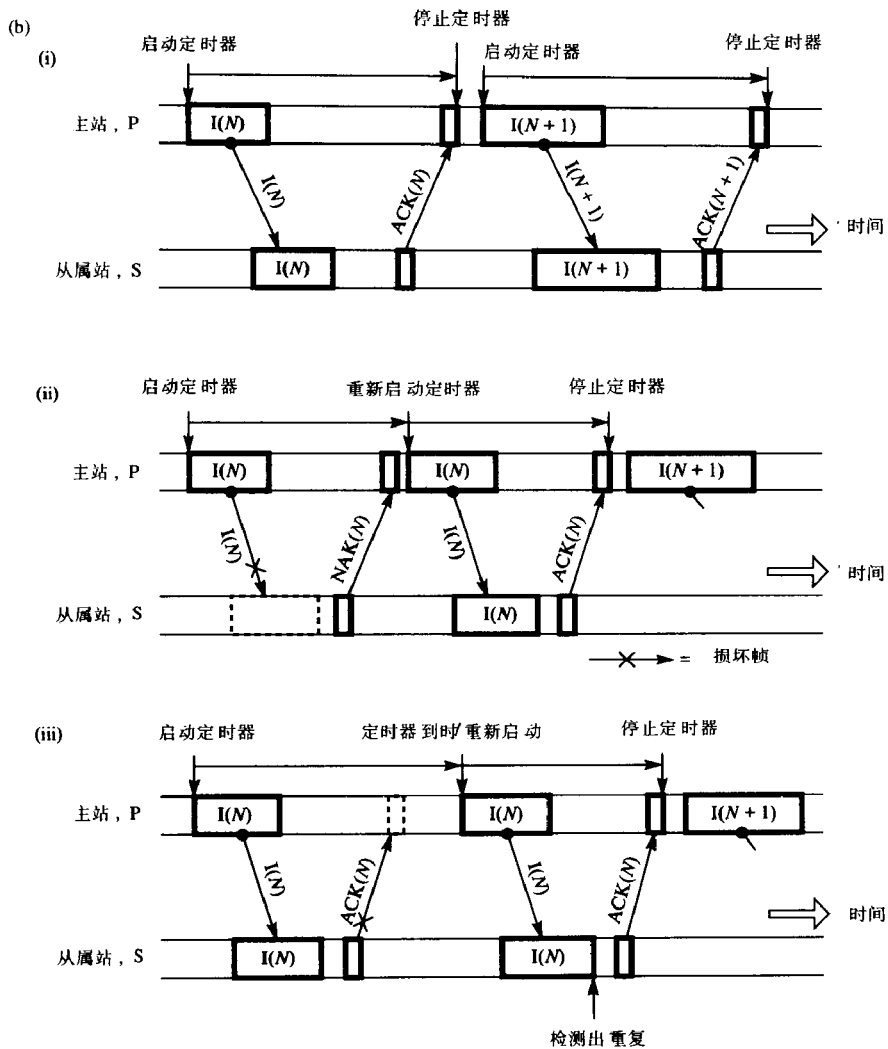 (b)
停止定时器
启动定时器
启动定时器
停止定时器
(i)
主站，P
I(N)
I(N + 1)
I(N)
ACK(N)
I(N + 1)
ACK(N + 1)
时间
从属站，S
I(N)
I(N + 1)
(ii)
启动定时器
重新启动定时器
停止定时器
主站，P
I(N)
I(N)
I(N + 1)
I(N)
NAK(N)
I(N)
ACK(N)
时间
从属站，S
I(N)
= 损坏帧
(iii)
启动定时器
定时器到时/重新启动
停止定时器
主站，P
I(N)
I(N)
I(N + 1)
I(N)
ACK(N)
I(N)
ACK(N)
时间
从属站，S
I(N)
I(N)
检测出重复